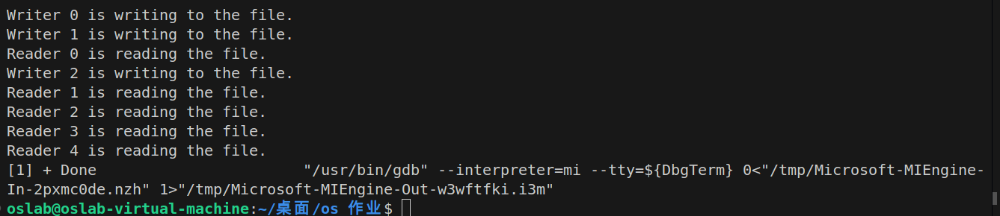 Writer 0 is writing to the file.
Writer 1 is writing to the file.
Reader 0 is reading the file.
Writer 2 is writing to the file.
Reader 1 is reading the file.
Reader 2 is reading the file.
Reader 3 is reading the file.
Reader 4 is reading the file.
[1] + Done                       "/usr/bin/gdb" --interpreter=mi --tty=${DbgTerm} 0<"/tmp/Microsoft-MIEngine-
In-2pxmc0de.nzh" 1>"/tmp/Microsoft-MIEngine-Out-w3wftfki.i3m"
oslab@oslab-virtual-machine:~/桌面/os 作业$